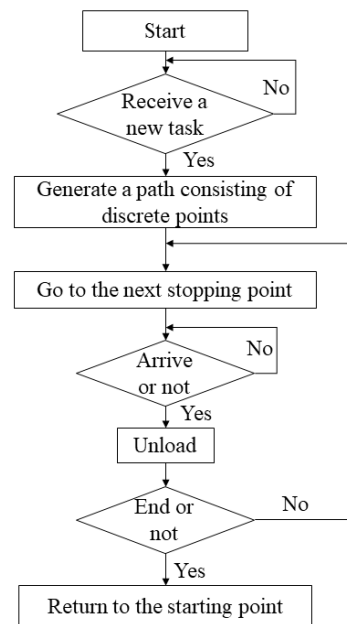 Start
No
Receive a
new task
Yes
Generate a path consisting of
discrete points
Go to the next stopping point
No
Arrive
or not
Yes
Unload
End or
not
No
Yes
Return to the starting point